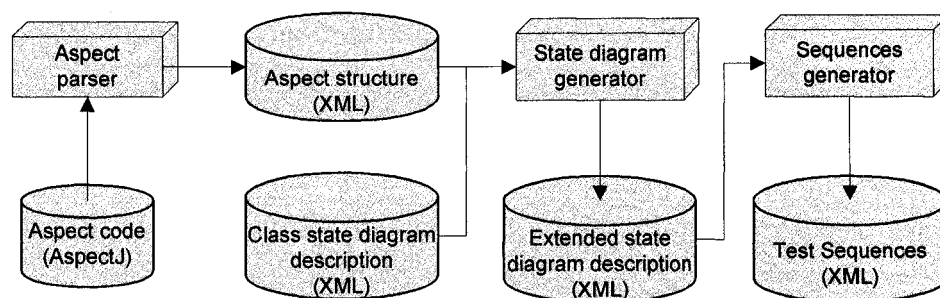 Aspect
parser
Aspect structure
(XML)
State diagram
generator
Sequences
generator
Aspect code
(AspectJ)
Class state diagram
description
(XML)
Extended state
diagram description
(XML)
Test Sequences
(XML)